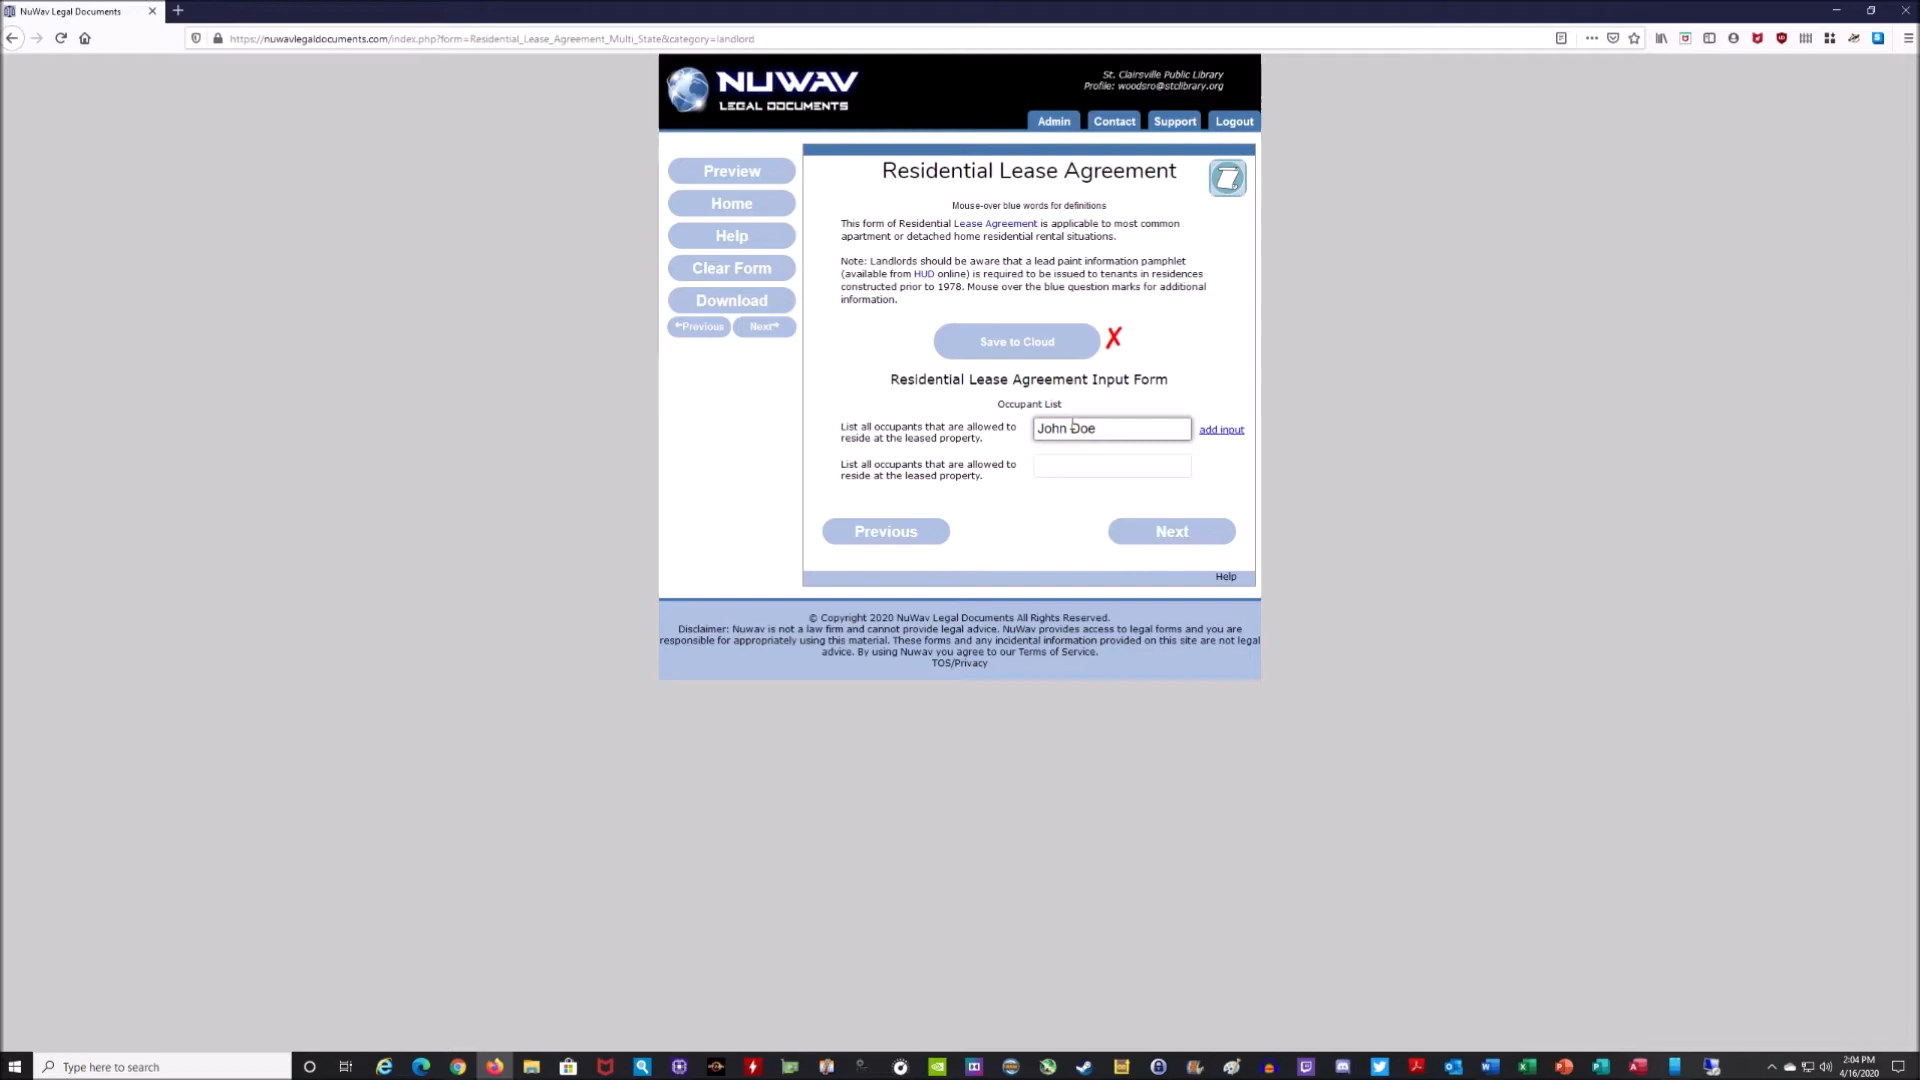 NuWav Legal Documents
https://nuwavlegaldocuments.com/index.php?form=Residential_Lease_Agreement_Multi_State&category=landlord
NUWAV
LEGAL DOCUMENTS
St. Clairsville Public Library
Profile: woodsro@stclibrary.org
Admin Contact Support Logout
Preview
Home
Help
Clear Form
Download
Previous Next
Residential Lease Agreement
Mouse-over blue words for definitions
This form of Residential Lease Agreement is applicable to most common
apartment or detached home residential rental situations.
Note: Landlords should be aware that a lead paint information pamphlet
(available from HUD online) is required to be issued to tenants in residences
constructed prior to 1978. Mouse over the blue question marks for additional
information.
Save to Cloud X
Residential Lease Agreement Input Form
Occupant List
List all occupants that are allowed to
reside at the leased property.
John Doe
add input
List all occupants that are allowed to
reside at the leased property.
Previous Next
Help
© Copyright 2020 NuWav Legal Documents All Rights Reserved.
Disclaimer: Nuwav is not a law firm and cannot provide legal advice. NuWav provides access to legal forms and you are
responsible for appropriately using this material. These forms and any incidental information provided on this site are not legal
advice. By using Nuwav you agree to our Terms of Service.
TOS/Privacy
Type here to search
2:04 PM
4/16/2020